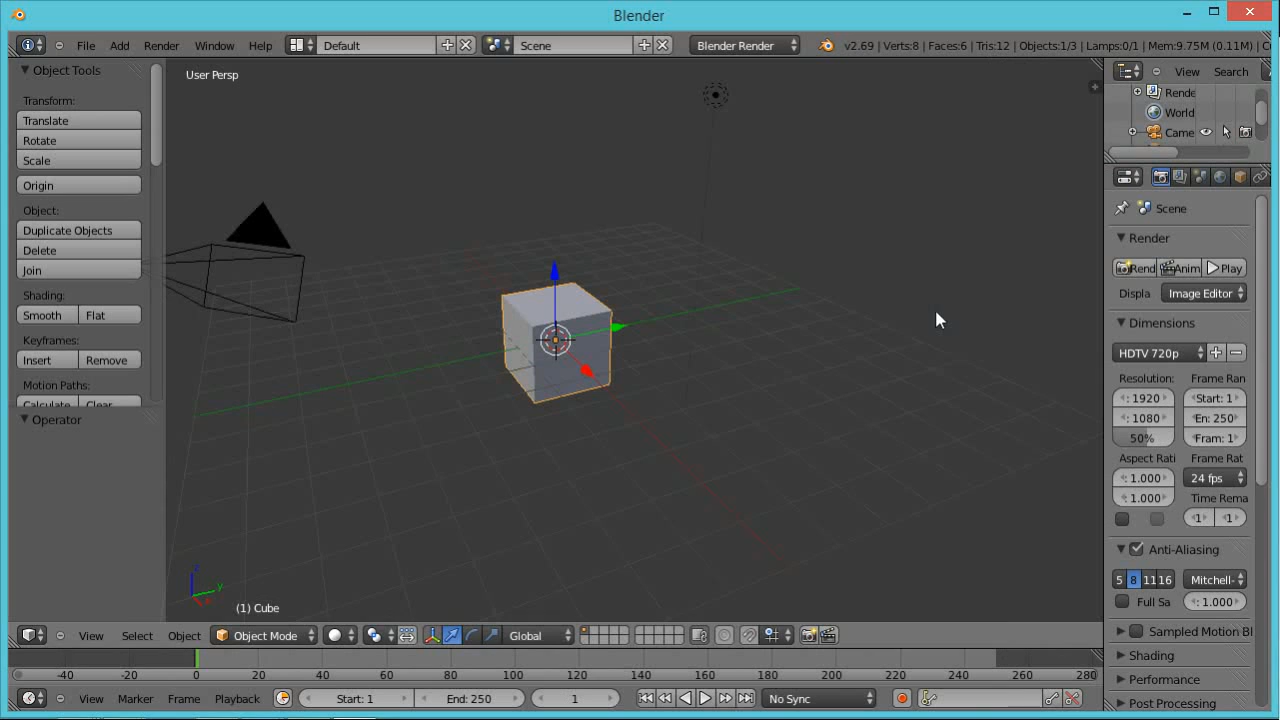 Blender
File Add Render Window Help Default Scene Blender Render v2.69 | Verts:8 | Faces:6 | Tris:12 | Objects:1/3 | Lamps:0/1 | Mem:9.75M (0.11M) | C
Object Tools
Transform:
Translate
Rotate
Scale
Origin
Object:
Duplicate Objects
Delete
Join
Shading:
Smooth Flat
Keyframes:
Insert Remove
Motion Paths:
Calculate Clear
Operator
User Persp
z
y
(1) Cube
View Search
Rende
World
Came
Scene
Render
Rend Anim Play
Displa Image Editor
Dimensions
HDTV 720p
Resolution: Frame Ran
: 1920 Start: 1
: 1080 En: 250
50% Fram: 1
Aspect Rati Frame Rat
: 1.000 24 fps
: 1.000 Time Rema
1 1
Anti-Aliasing
5 8 11 16 Mitchell-
Full Sa : 1.000
Sampled Motion Bl
Shading
Performance
Post Processing
View Select Object Object Mode Global
-40 -20 0 20 40 60 80 100 120 140 160 180 200 220 240 260 280
View Marker Frame Playback Start: 1 End: 250 1 No Sync